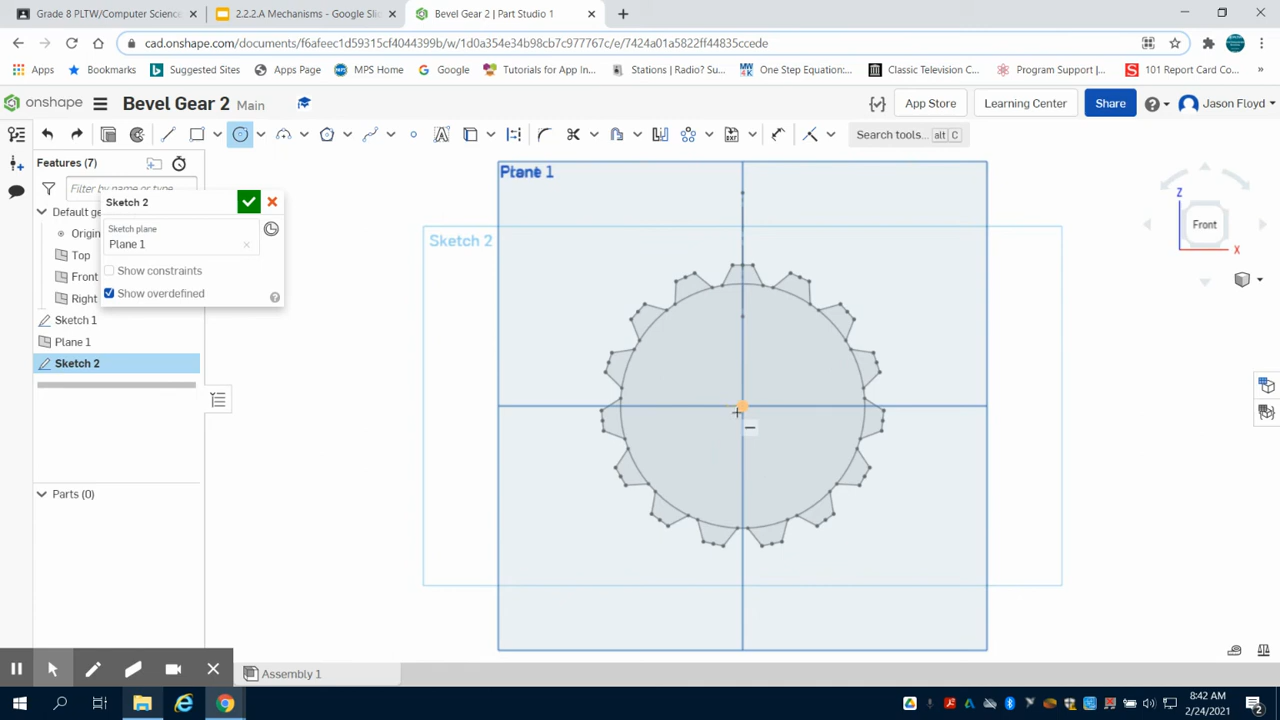 Grade 8 PLTW/Computer Science
2.2.2.A Mechanisms - Google Sli
Bevel Gear 2 | Part Studio 1
cad.onshape.com/documents/f6afeec1d59315cf4044399b/w/1d0a354e34b98cb7c977767c/e/7424a01a5822ff44835ccede
Apps
Bookmarks
Suggested Sites
Apps Page
MPS Home
Google
Tutorials for App In...
Stations | Radio? Su...
One Step Equation:...
Classic Television C...
Program Support |...
101 Report Card Co...
»
onshape
Bevel Gear 2
Main
App Store
Learning Center
Share
Jason Floyd
Search tools...
alt C
Features (7)
Filter by name or type...
Default ge
Origin
Top
Front
Right
Sketch 1
Plane 1
Sketch 2
Parts (0)
Sketch 2
Sketch plane
Plane 1
Show constraints
Show overdefined
Sketch 2
Z
Front
X
Assembly 1
8:42 AM
2/24/2021
2